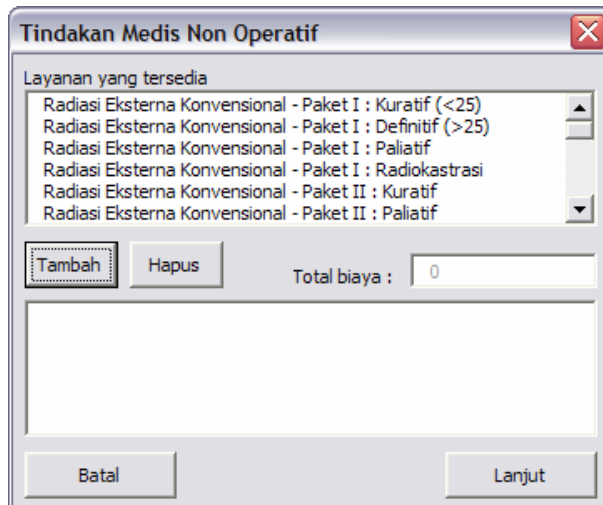 Tindakan Medis Non Operatif
Layanan yang tersedia
Radiasi Eksterna Konvensional - Paket I : Kuratif (<25)
Radiasi Eksterna Konvensional - Paket I : Definitif (>25)
Radiasi Eksterna Konvensional - Paket I : Paliatif
Radiasi Eksterna Konvensional - Paket I : Radiokastrasi
Radiasi Eksterna Konvensional - Paket II : Kuratif
Radiasi Eksterna Konvensional - Paket II : Paliatif
Tambah Hapus Total biaya : 0
Batal Lanjut